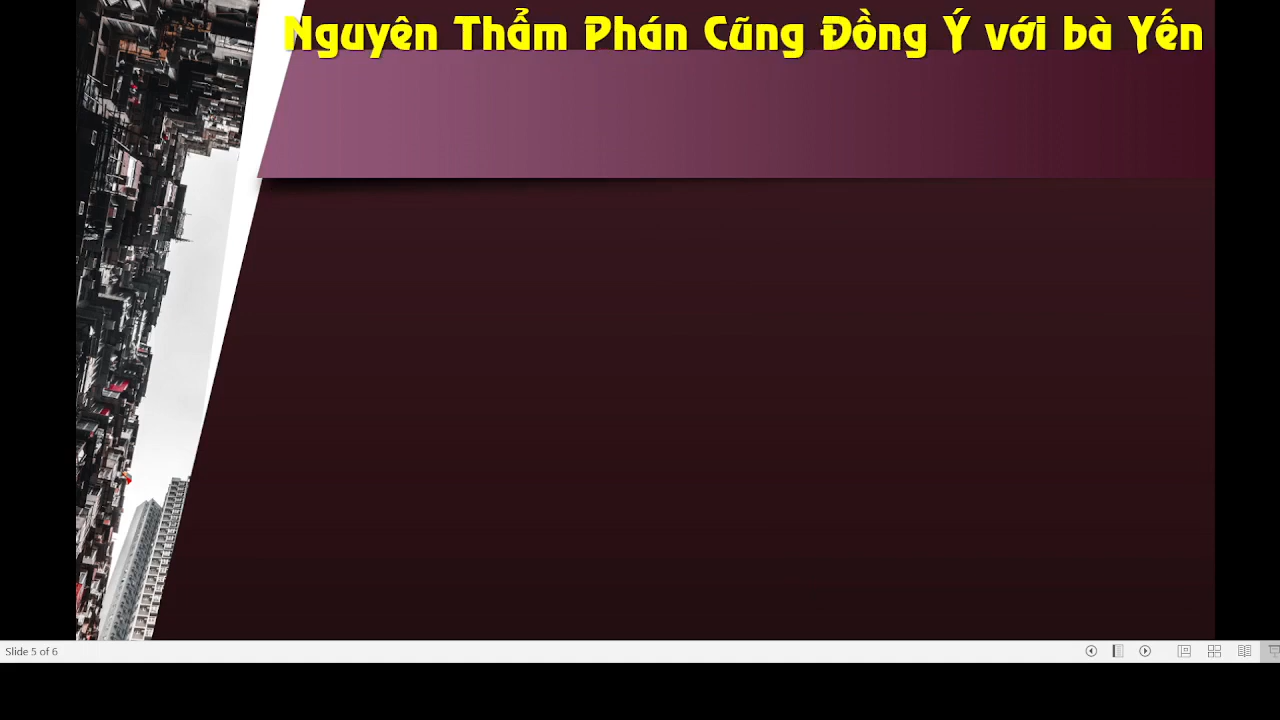 Nguyên Thẩm Phán Cũng Đồng Ý với bà Yến
Slide 5 of 6